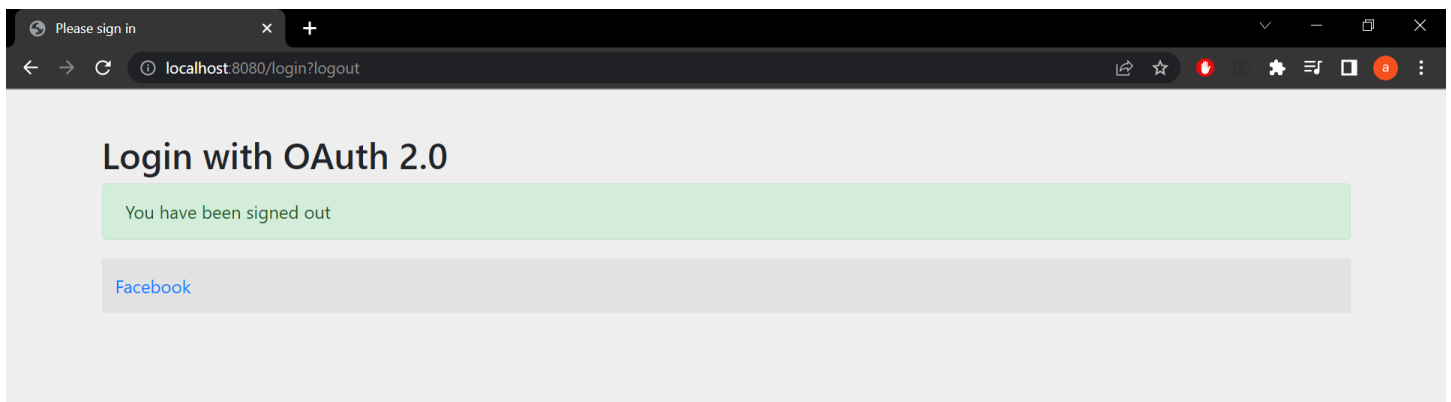 Please sign in
localhost:8080/login?logout
a
Login with OAuth 2.0
You have been signed out
Facebook